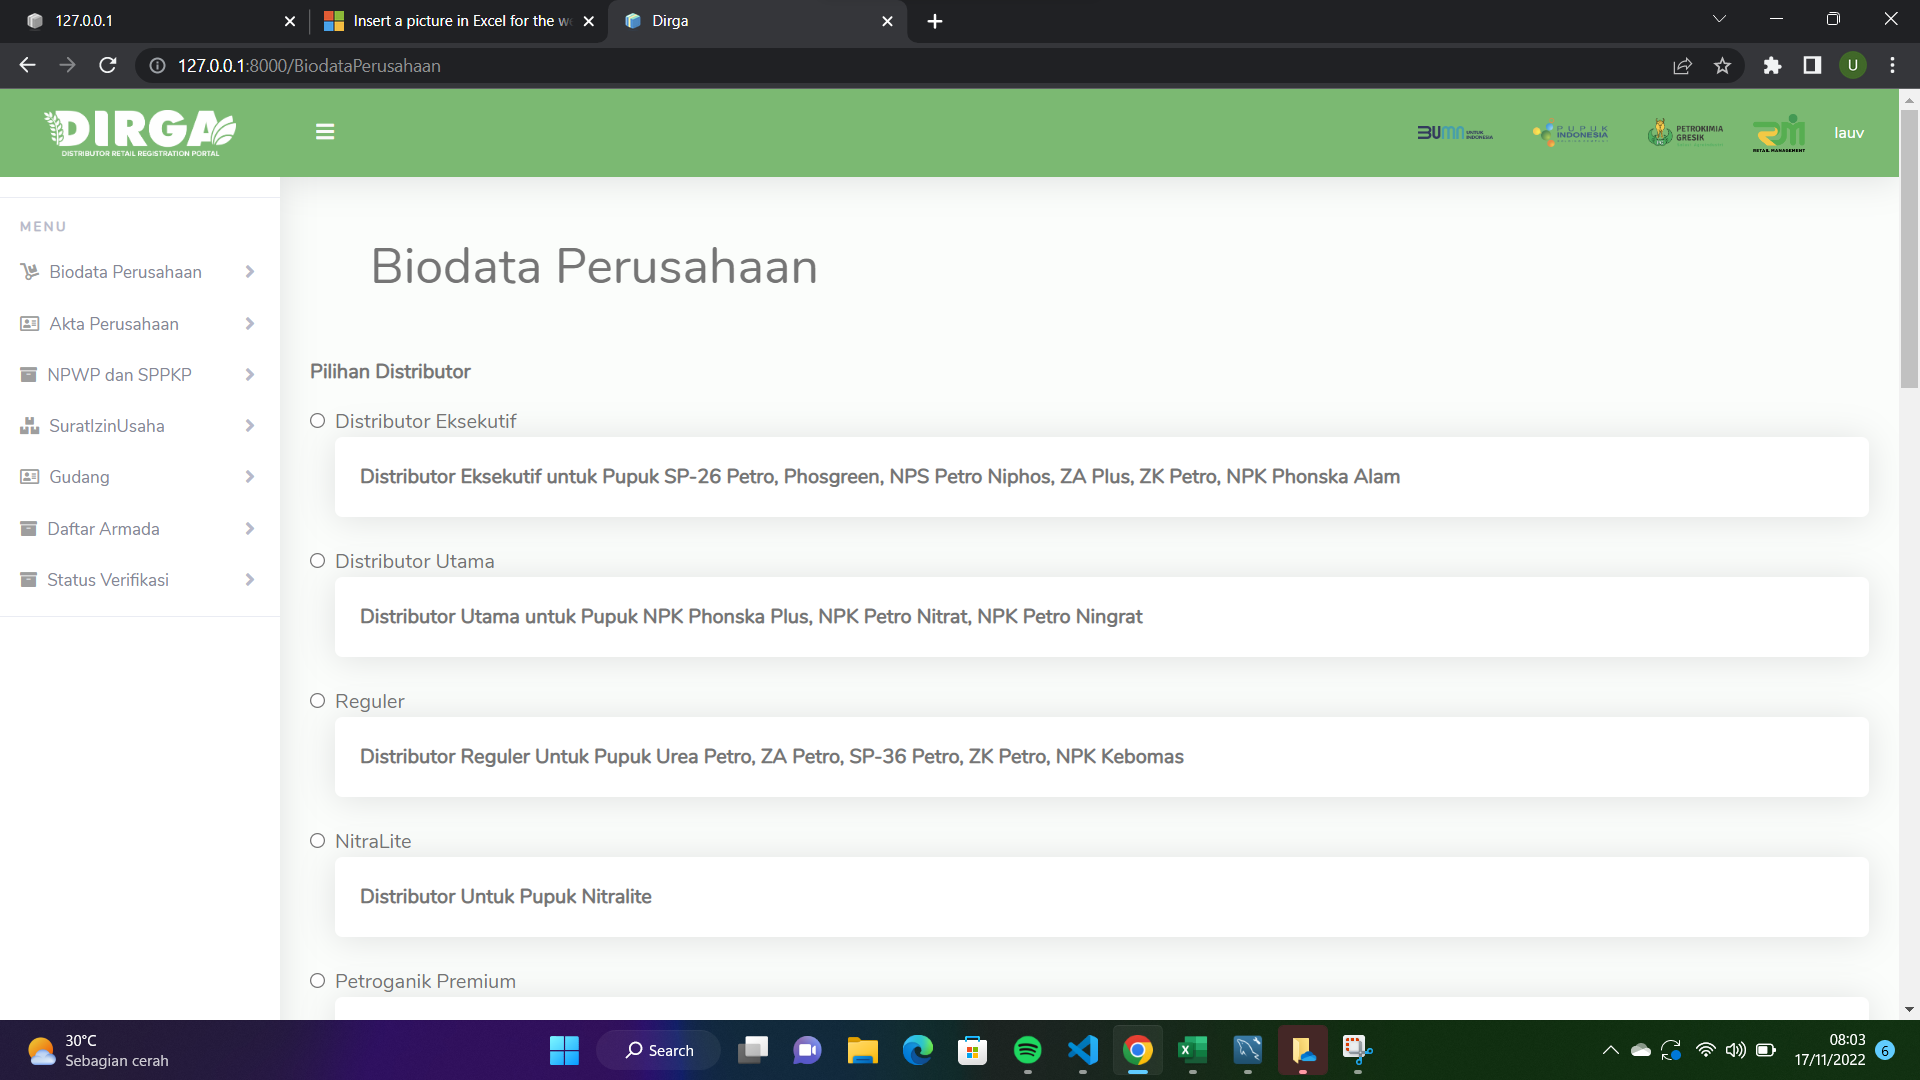 127.0.0.1
Insert a picture in Excel for the we
Dirga
127.0.0.1:8000/BiodataPerusahaan
U
DIRGA
DISTRIBUTOR RETAIL REGISTRATION PORTAL
BUMN UNTUK INDONESIA
PUPUK INDONESIA
PETROKIMIA GRESIK
RM
RETAIL MANAGEMENT
lauv
MENU
Biodata Perusahaan
Akta Perusahaan
NPWP dan SPPKP
SuratIzinUsaha
Gudang
Daftar Armada
Status Verifikasi
Biodata Perusahaan
Pilihan Distributor
Distributor Eksekutif
Distributor Eksekutif untuk Pupuk SP-26 Petro, Phosgreen, NPS Petro Niphos, ZA Plus, ZK Petro, NPK Phonska Alam
Distributor Utama
Distributor Utama untuk Pupuk NPK Phonska Plus, NPK Petro Nitrat, NPK Petro Ningrat
Reguler
Distributor Reguler Untuk Pupuk Urea Petro, ZA Petro, SP-36 Petro, ZK Petro, NPK Kebomas
NitraLite
Distributor Untuk Pupuk Nitralite
Petroganik Premium
30°C
Sebagian cerah
Search
08:03
17/11/2022
6